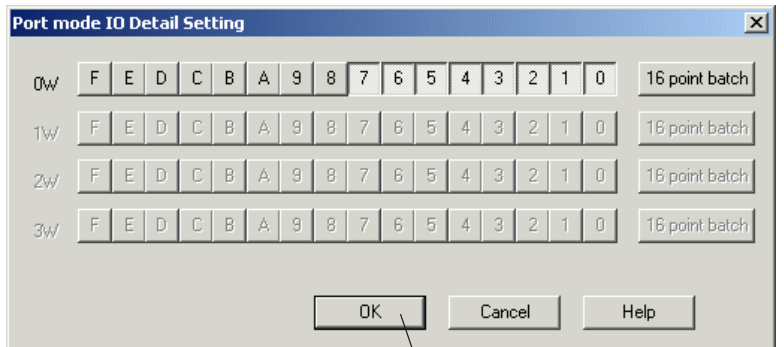 Port mode IO Detail Setting
0W F E D C B A 9 8 7 6 5 4 3 2 1 0 16 point batch
1W F E D C B A 9 8 7 6 5 4 3 2 1 0 16 point batch
2W F E D C B A 9 8 7 6 5 4 3 2 1 0 16 point batch
3W F E D C B A 9 8 7 6 5 4 3 2 1 0 16 point batch
OK Cancel Help